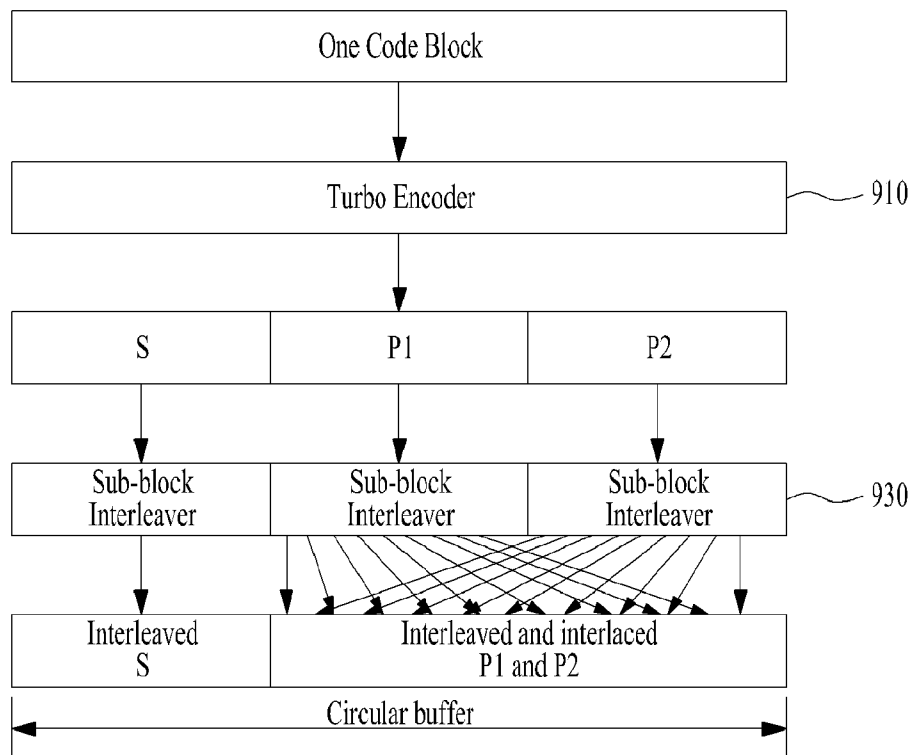 One Code Block
Turbo Encoder
910
S
P1
P2
Sub-block
Interleaver
Sub-block
Interleaver
Sub-block
Interleaver
930
Interleaved
S
Interleaved and interlaced
P1 and P2
Circular buffer